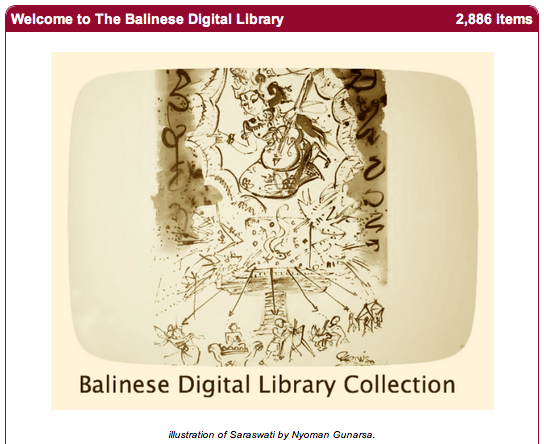 Welcome to The Balinese Digital Library 2,886 items
Balinese Digital Library Collection
illustration of Saraswati by Nyoman Gunarsa.